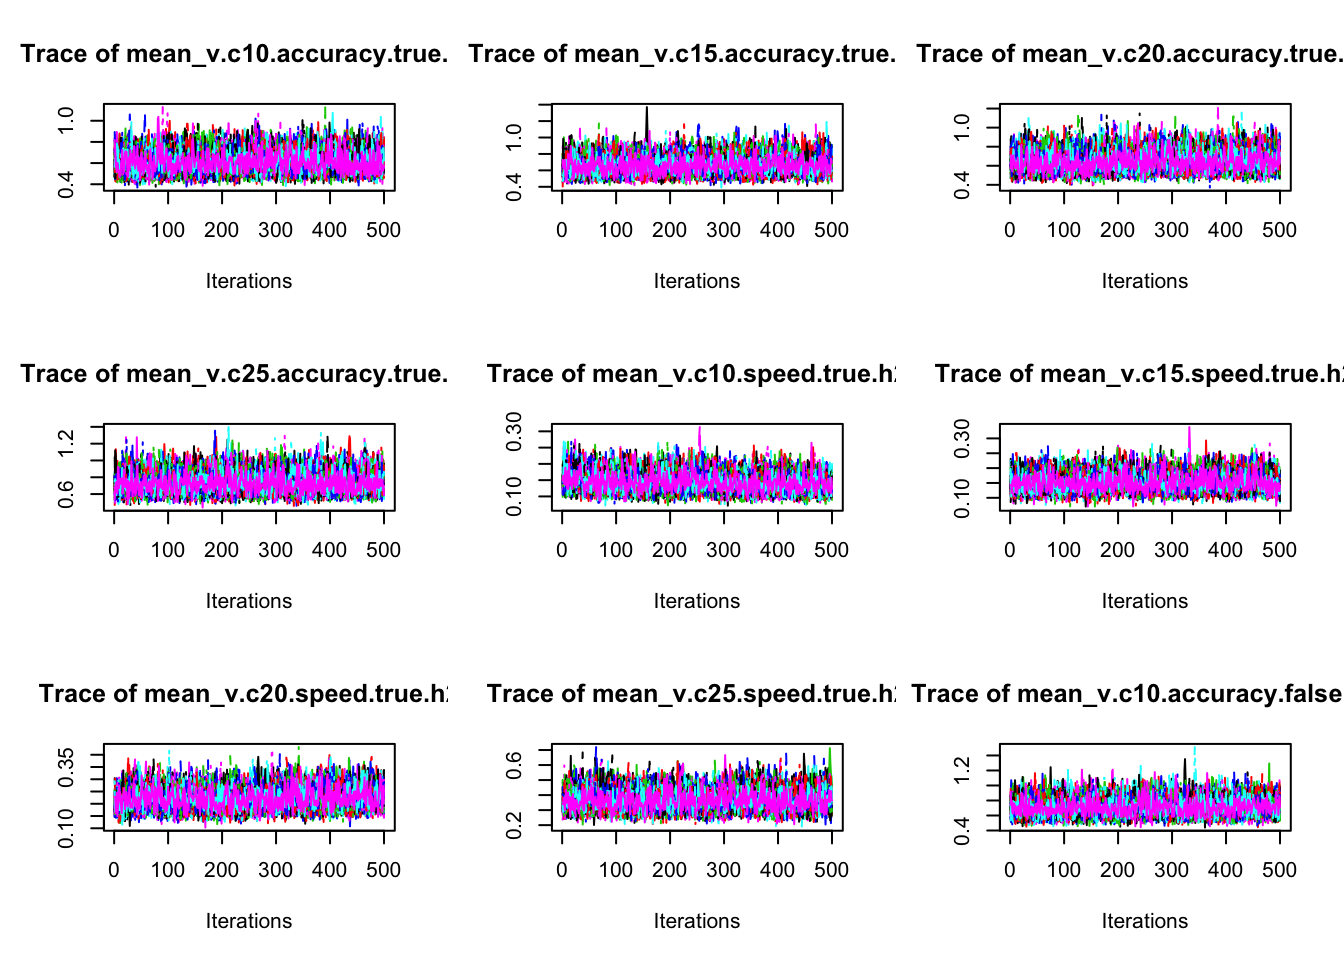 Trace of mean_v.c10.accuracy.true.
1.0
0.4
0 100 200 300 400 500
Iterations
Trace of mean_v.c15.accuracy.true.
1.0
0.4
0 100 200 300 400 500
Iterations
Trace of mean_v.c20.accuracy.true.
1.0
0.4
0 100 200 300 400 500
Iterations
Trace of mean_v.c25.accuracy.true.
1.2
0.6
0 100 200 300 400 500
Iterations
Trace of mean_v.c10.speed.true.h
0.30
0.10
0 100 200 300 400 500
Iterations
Trace of mean_v.c15.speed.true.h
0.30
0.10
0 100 200 300 400 500
Iterations
Trace of mean_v.c20.speed.true.h
0.35
0.10
0 100 200 300 400 500
Iterations
Trace of mean_v.c25.speed.true.h
0.6
0.2
0 100 200 300 400 500
Iterations
Trace of mean_v.c10.accuracy.false
1.2
0.4
0 100 200 300 400 500
Iterations